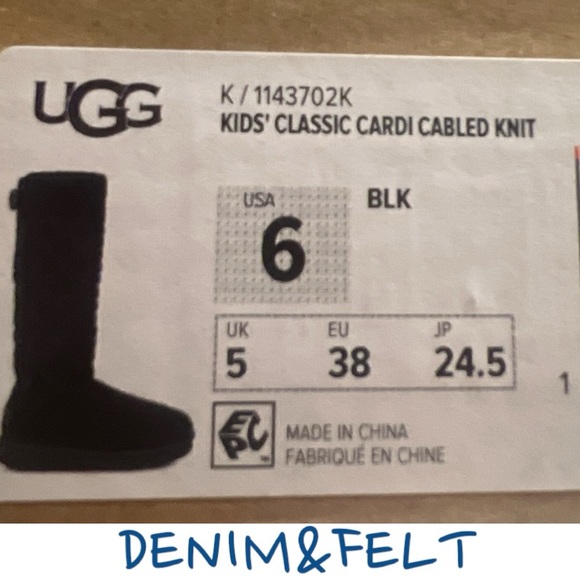 UGG
K / 1143702K
KIDS' CLASSIC CARDI CABLED KNIT
USA
6
BLK
UK EU JP
5 38 24.5
1
MADE IN CHINA
FABRIQUÉ EN CHINE
DENIM&FELT